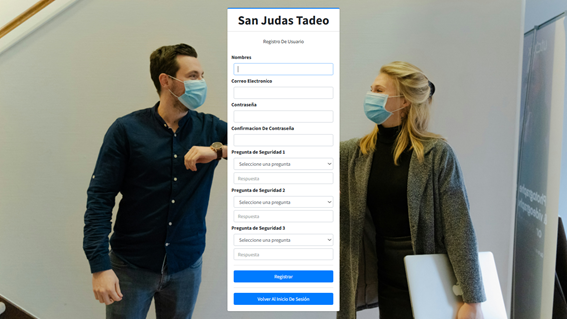 San Judas Tadeo
Registro De Usuario
Nombres
Correo Electronico
Contraseña
Confirmacion De Contraseña
Pregunta de Seguridad 1
Seleccione una pregunta
Respuesta
Pregunta de Seguridad 2
Seleccione una pregunta
Respuesta
Pregunta de Seguridad 3
Seleccione una pregunta
Respuesta
Registrar
Volver Al Inicio De Sesión